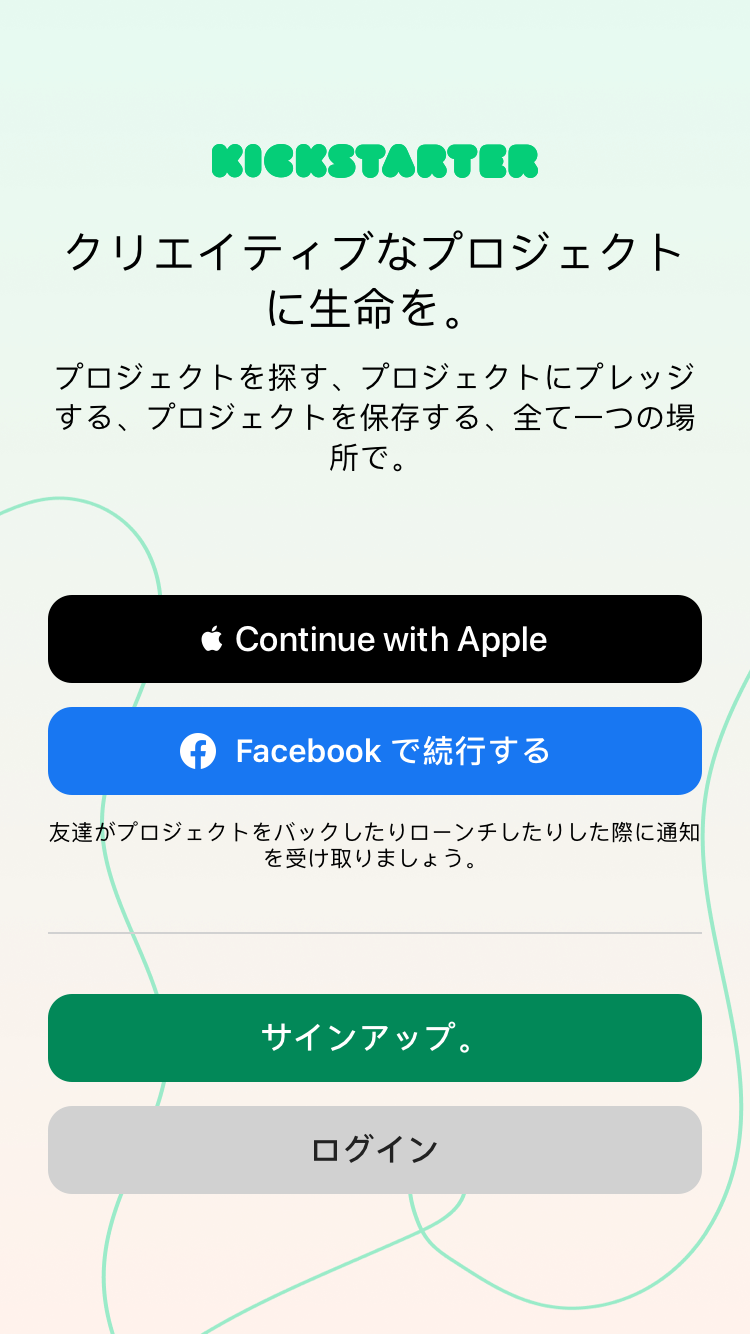 KICKSTARTER
クリエイティブなプロジェクト
に生命を。
プロジェクトを探す、プロジェクトにプレッジ
する、プロジェクトを保存する、全て一つの場
所で。
Continue with Apple
Facebook で続行する
友達がプロジェクトをバックしたりローンチしたりした際に通知
を受け取りましょう。
サインアップ。
ログイン